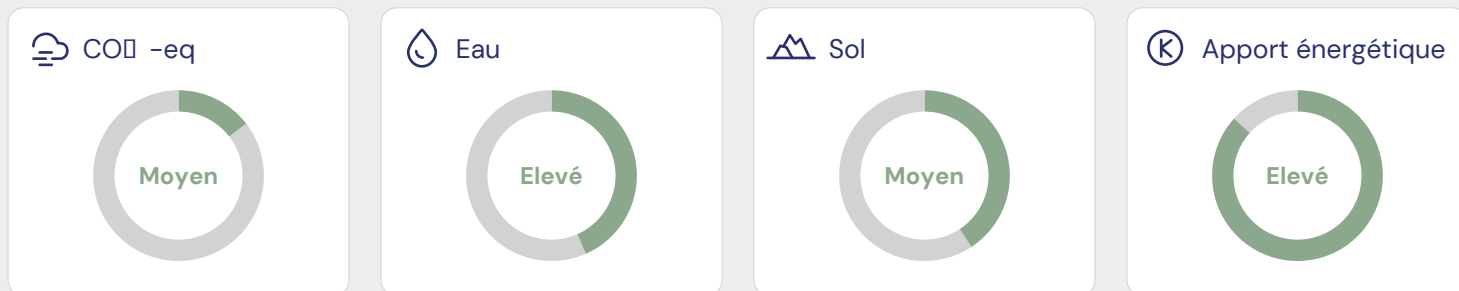 CO▯ -eq
Moyen
Eau
Elevé
Sol
Moyen
Apport énergétique
Elevé